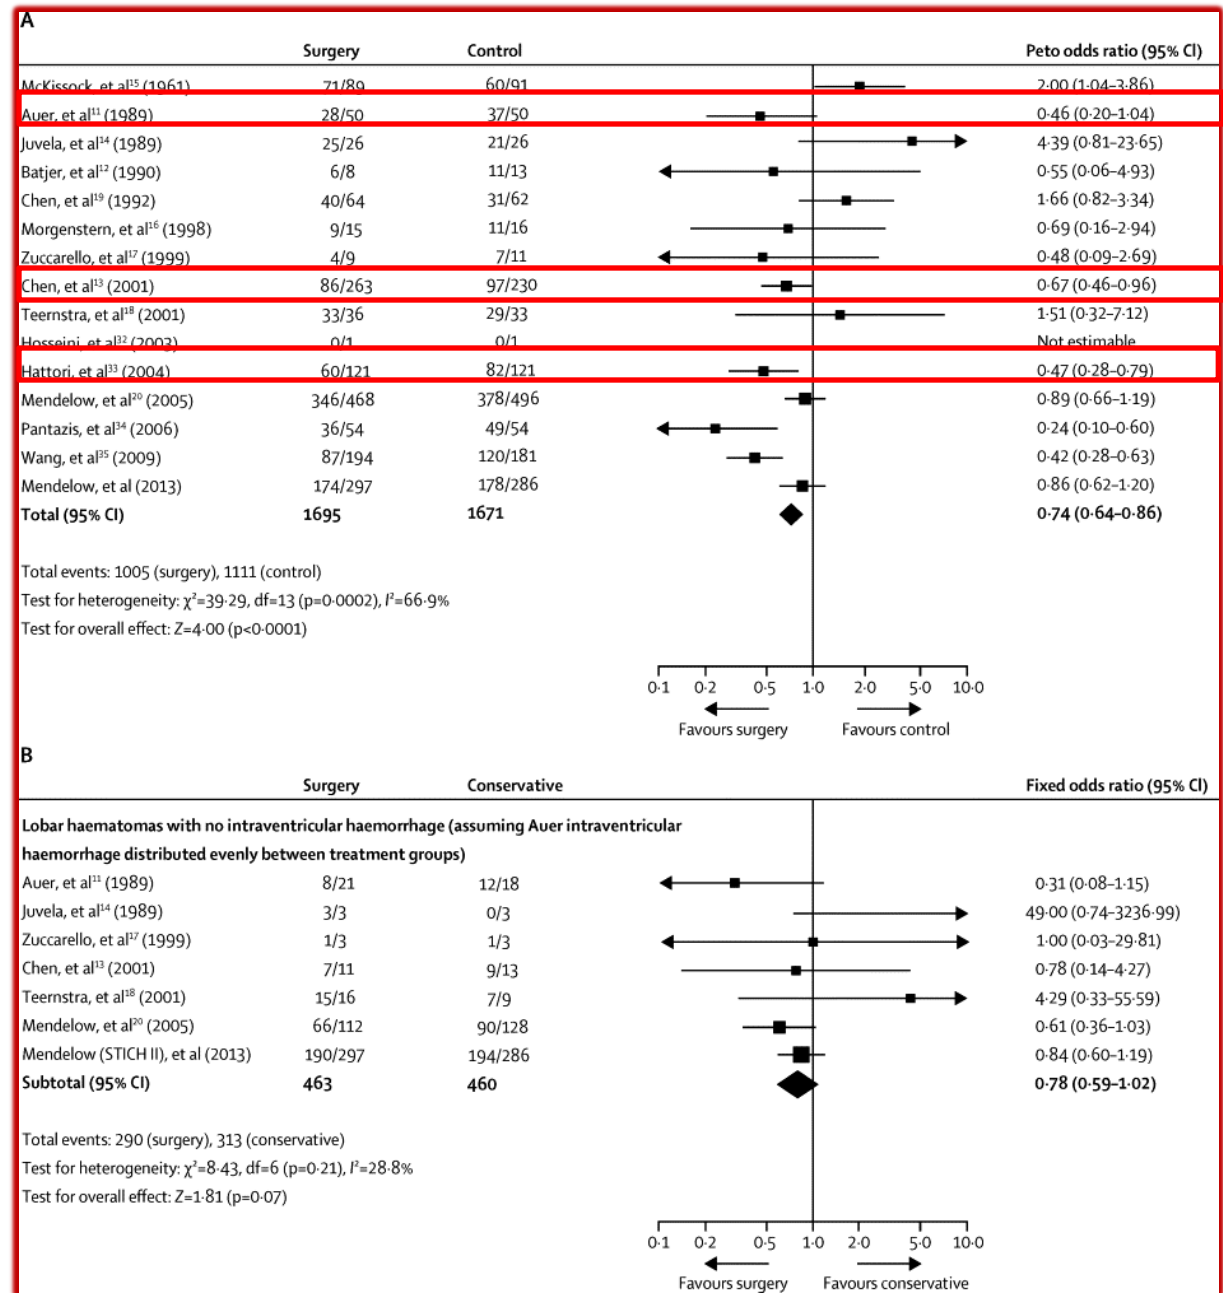 A
Surgery Control Peto odds ratio (95% CI)
McKissock, et al¹⁵ (1961) 71/89 60/91 2·00 (1·04–3·86)
Auer, et al¹¹ (1989) 28/50 37/50 0·46 (0·20–1·04)
Juvela, et al¹⁴ (1989) 25/26 21/26 4·39 (0·81–23·65)
Batjer, et al¹² (1990) 6/8 11/13 0·55 (0·06–4·93)
Chen, et al¹⁹ (1992) 40/64 31/62 1·66 (0·82–3·34)
Morgenstern, et al¹⁶ (1998) 9/15 11/16 0·69 (0·16–2·94)
Zuccarello, et al¹⁷ (1999) 4/9 7/11 0·48 (0·09–2·69)
Chen, et al¹³ (2001) 86/263 97/230 0·67 (0·46–0·96)
Teernstra, et al¹⁸ (2001) 33/36 29/33 1·51 (0·32–7·12)
Hosseini, et al³² (2003) 0/1 0/1 Not estimable
Hattori, et al³³ (2004) 60/121 82/121 0·47 (0·28–0·79)
Mendelow, et al²⁰ (2005) 346/468 378/496 0·89 (0·66–1·19)
Pantazis, et al³⁴ (2006) 36/54 49/54 0·24 (0·10–0·60)
Wang, et al³⁵ (2009) 87/194 120/181 0·42 (0·28–0·63)
Mendelow, et al (2013) 174/297 178/286 0·86 (0·62–1·20)
Total (95% CI) 1695 1671 0·74 (0·64–0·86)
Total events: 1005 (surgery), 1111 (control)
Test for heterogeneity: χ²=39·29, df=13 (p=0·0002), I²=66·9%
Test for overall effect: Z=4·00 (p<0·0001)
0·1 0·2 0·5 1·0 2·0 5·0 10·0
Favours surgery Favours control
B
Surgery Conservative Fixed odds ratio (95% CI)
Lobar haematomas with no intraventricular haemorrhage (assuming Auer intraventricular
haemorrhage distributed evenly between treatment groups)
Auer, et al¹¹ (1989) 8/21 12/18 0·31 (0·08–1·15)
Juvela, et al¹⁴ (1989) 3/3 0/3 49·00 (0·74–3236·99)
Zuccarello, et al¹⁷ (1999) 1/3 1/3 1·00 (0·03–29·81)
Chen, et al¹³ (2001) 7/11 9/13 0·78 (0·14–4·27)
Teernstra, et al¹⁸ (2001) 15/16 7/9 4·29 (0·33–55·59)
Mendelow, et al²⁰ (2005) 66/112 90/128 0·61 (0·36–1·03)
Mendelow (STICH II), et al (2013) 190/297 194/286 0·84 (0·60–1·19)
Subtotal (95% CI) 463 460 0·78 (0·59–1·02)
Total events: 290 (surgery), 313 (conservative)
Test for heterogeneity: χ²=8·43, df=6 (p=0·21), I²=28·8%
Test for overall effect: Z=1·81 (p=0·07)
0·1 0·2 0·5 1·0 2·0 5·0 10·0
Favours surgery Favours conservative